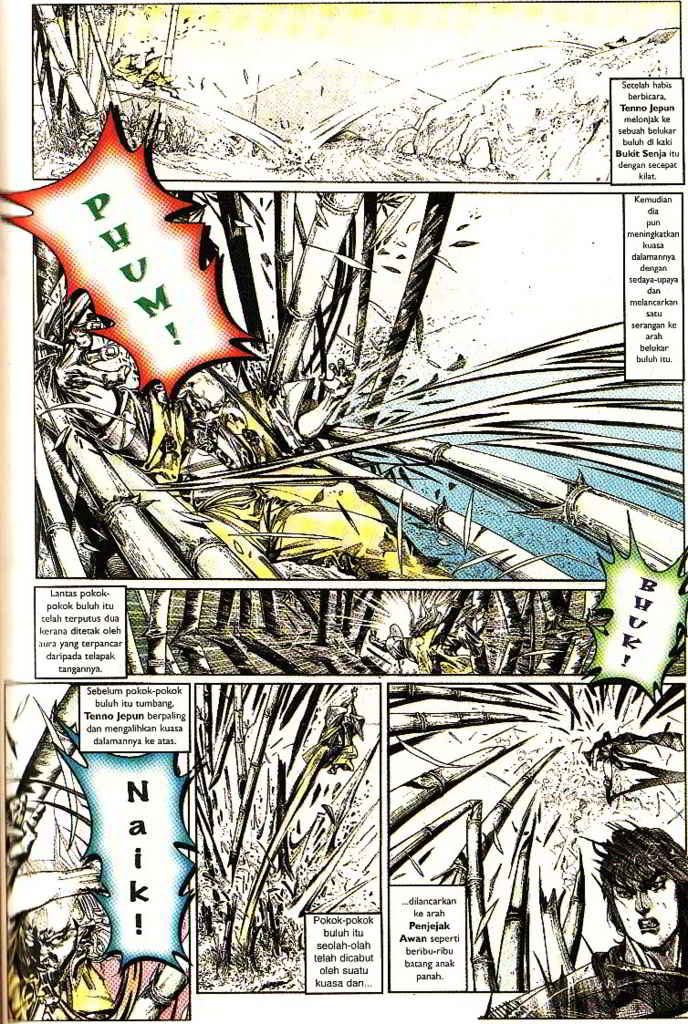 Setelah habis
berbicara,
Tenno Jepun
melonjak ke
sebuah belukar
buluh di kaki
Bukit Senja itu
dengan secepat
kilat.
PHUM!
Kemudian
dia
pun
meningkatkan
kuasa
dalamannya
dengan
sedaya-upaya
dan
melancarkan
satu
serangan ke
arah
belukar
buluh itu.
Lantas pokok-
pokok buluh itu
telah terputus dua
kerana ditetak oleh
aura yang terpancar
daripada telapak
tangannya.
BHUK!
Sebelum pokok-pokok
buluh itu tumbang,
Tenno Jepun berpaling
dan mengalihkan kuasa
dalamannya ke atas.
Naik!
Pokok-pokok
buluh itu
seolah-olah
telah dicabut
oleh suatu
kuasa dan...
...dilancarkan
ke arah
Penjejak
Awan seperti
beribu-ribu
batang anak
panah.